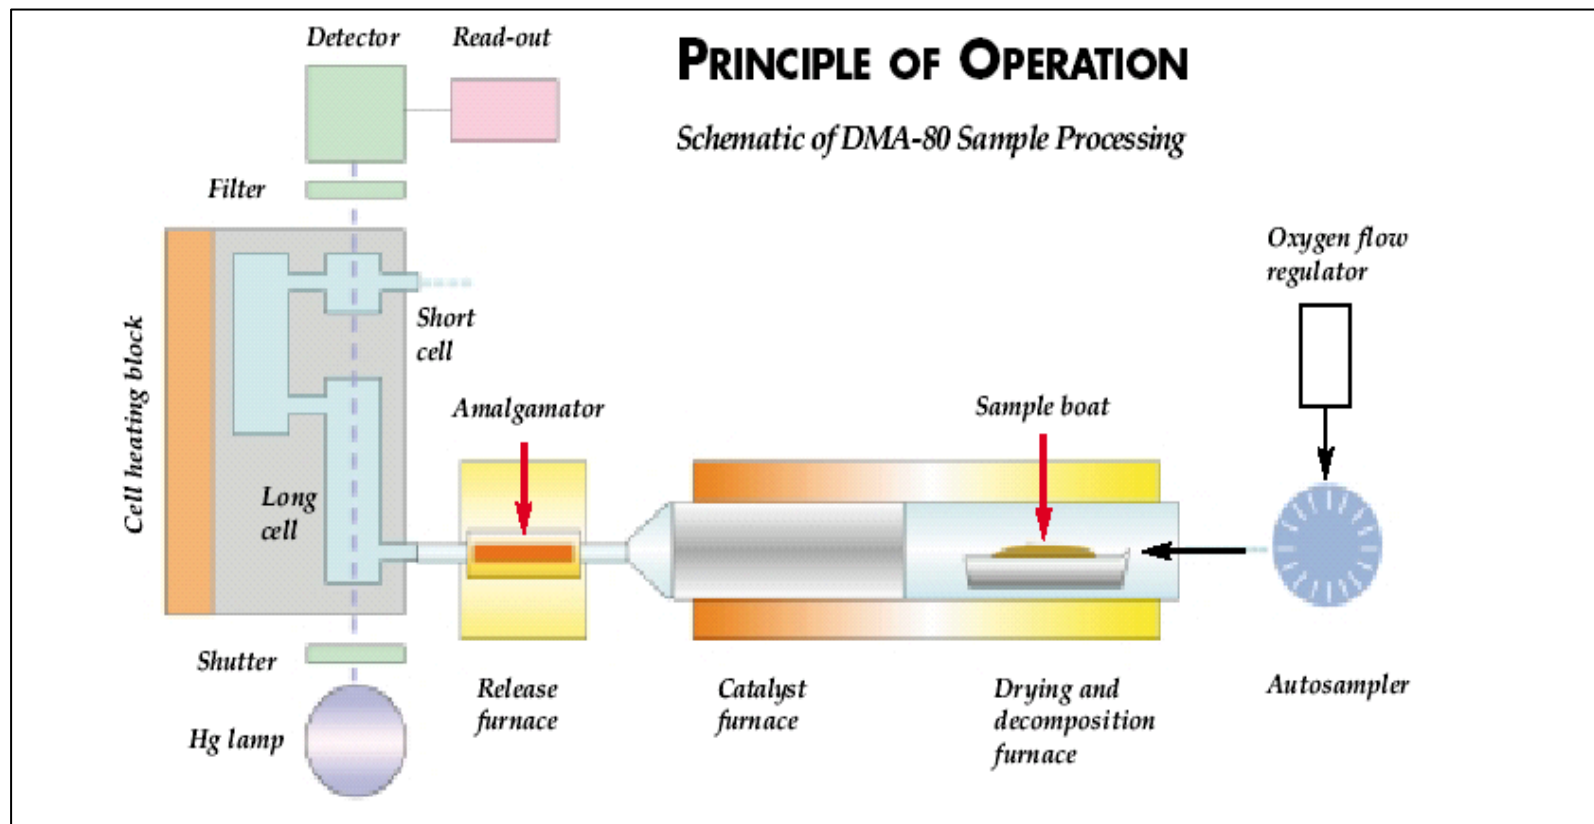 PRINCIPLE OF OPERATION
Schematic of DMA-80 Sample Processing
Detector
Read-out
Filter
Oxygen flow
regulator
Short
cell
Cell heating block
Amalgamator
Sample boat
Long
cell
Shutter
Release
furnace
Catalyst
furnace
Drying and
decomposition
furnace
Autosampler
Hg lamp